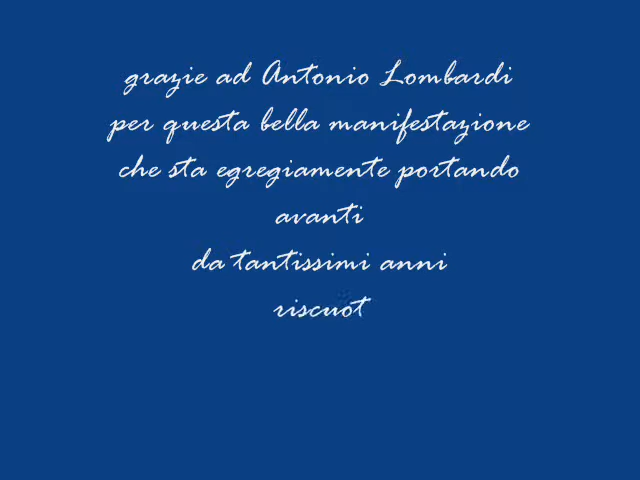 grazie ad Antonio Lombardi
per questa bella manifestazione
che sta egregiamente portando
avanti
da tantissimi anni
riscuot